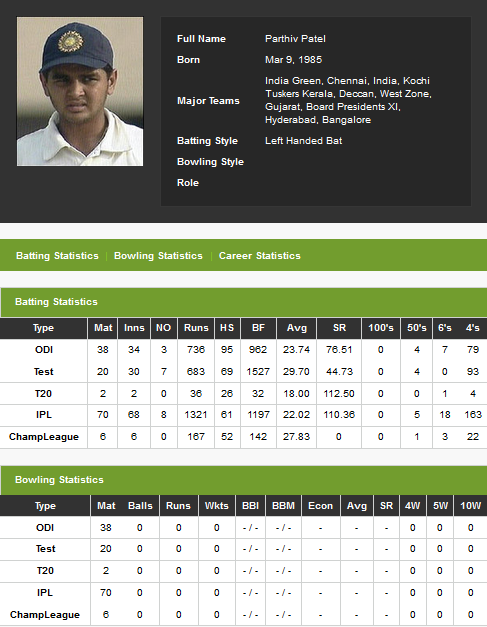 Full Name Parthiv Patel
Born Mar 9, 1985
Major Teams India Green, Chennai, India, Kochi
Tuskers Kerala, Deccan, West Zone,
Gujarat, Board Presidents XI,
Hyderabad, Bangalore
Batting Style Left Handed Bat
Bowling Style
Role
Batting Statistics | Bowling Statistics | Career Statistics
Batting Statistics
Type Mat Inns NO Runs HS BF Avg SR 100's 50's 6's 4's
ODI 38 34 3 736 95 962 23.74 76.51 0 4 7 79
Test 20 30 7 683 69 1527 29.70 44.73 0 4 0 93
T20 2 2 0 36 26 32 18.00 112.50 0 0 1 4
IPL 70 68 8 1321 61 1197 22.02 110.36 0 5 18 163
ChampLeague 6 6 0 167 52 142 27.83 0 0 1 3 22
Bowling Statistics
Type Mat Balls Runs Wkts BBI BBM Econ Avg SR 4W 5W 10W
ODI 38 0 0 0 - / - - / - - - - 0 0 0
Test 20 0 0 0 - / - - / - - - - 0 0 0
T20 2 0 0 0 - / - - / - - - - 0 0 0
IPL 70 0 0 0 - / - - / - - - - 0 0 0
ChampLeague 6 0 0 0 - / - - / - - - - 0 0 0